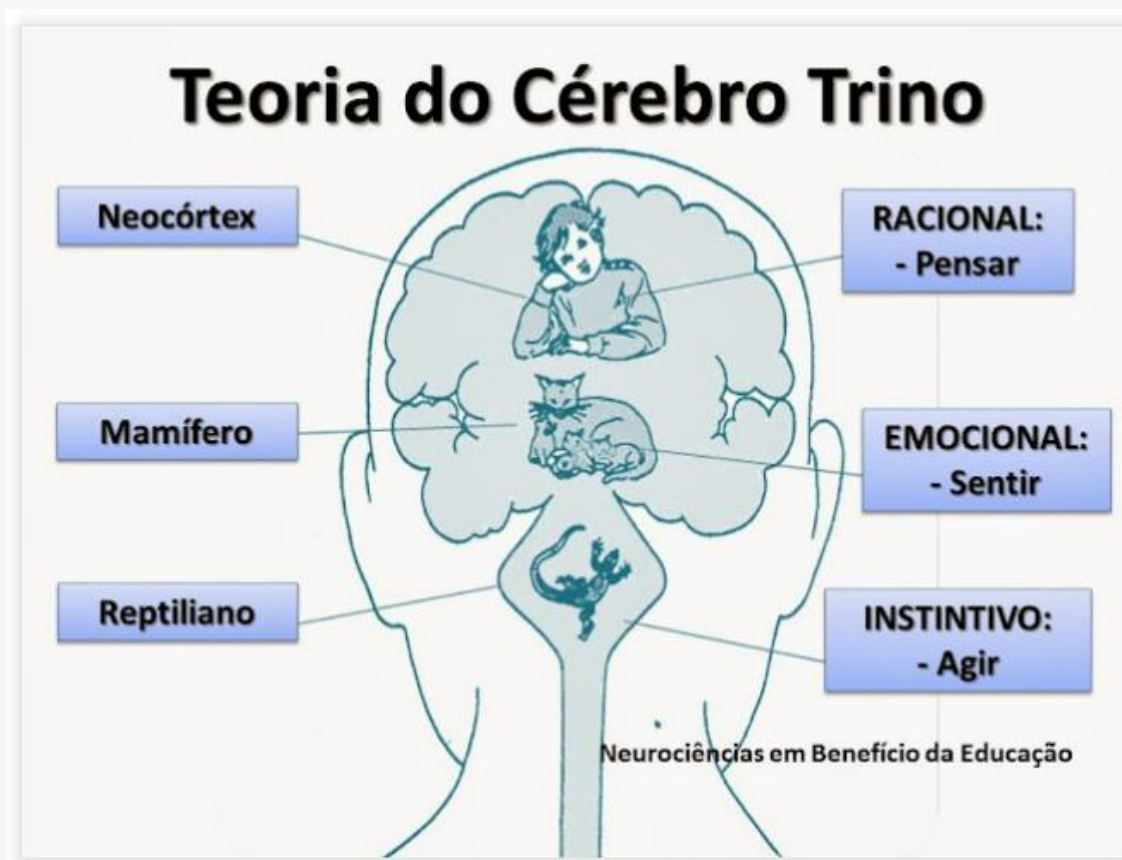 Teoria do Cérebro Trino
Neocórtex
RACIONAL:
- Pensar
Mamífero
EMOCIONAL:
- Sentir
Reptiliano
INSTINTIVO:
- Agir
Neurociências em Benefício da Educação